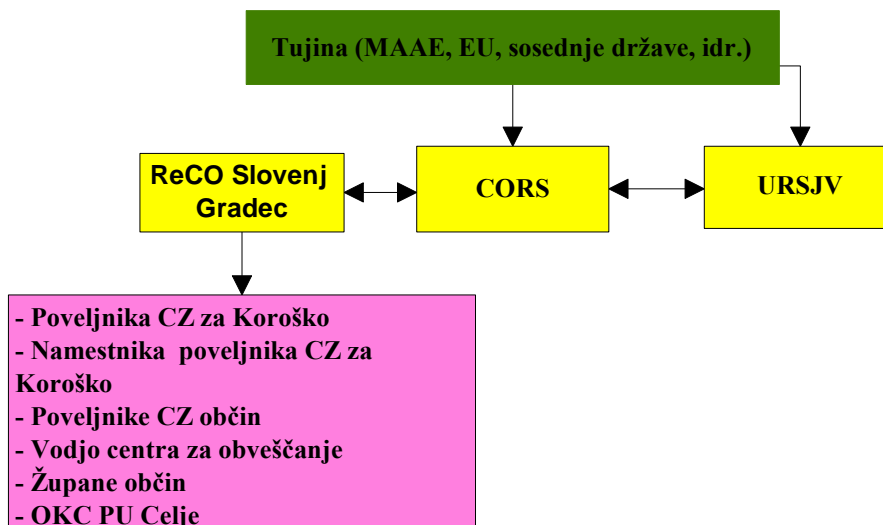 Tujina (MAAE, EU, sosednje države, idr.)
ReCO Slovenj
Gradec
CORS
URSJV
- Poveljnika CZ za Koroško
- Namestnika poveljnika CZ za
Koroško
- Poveljnike CZ občin
- Vodjo centra za obveščanje
- Župane občin
- OKC PU Celje